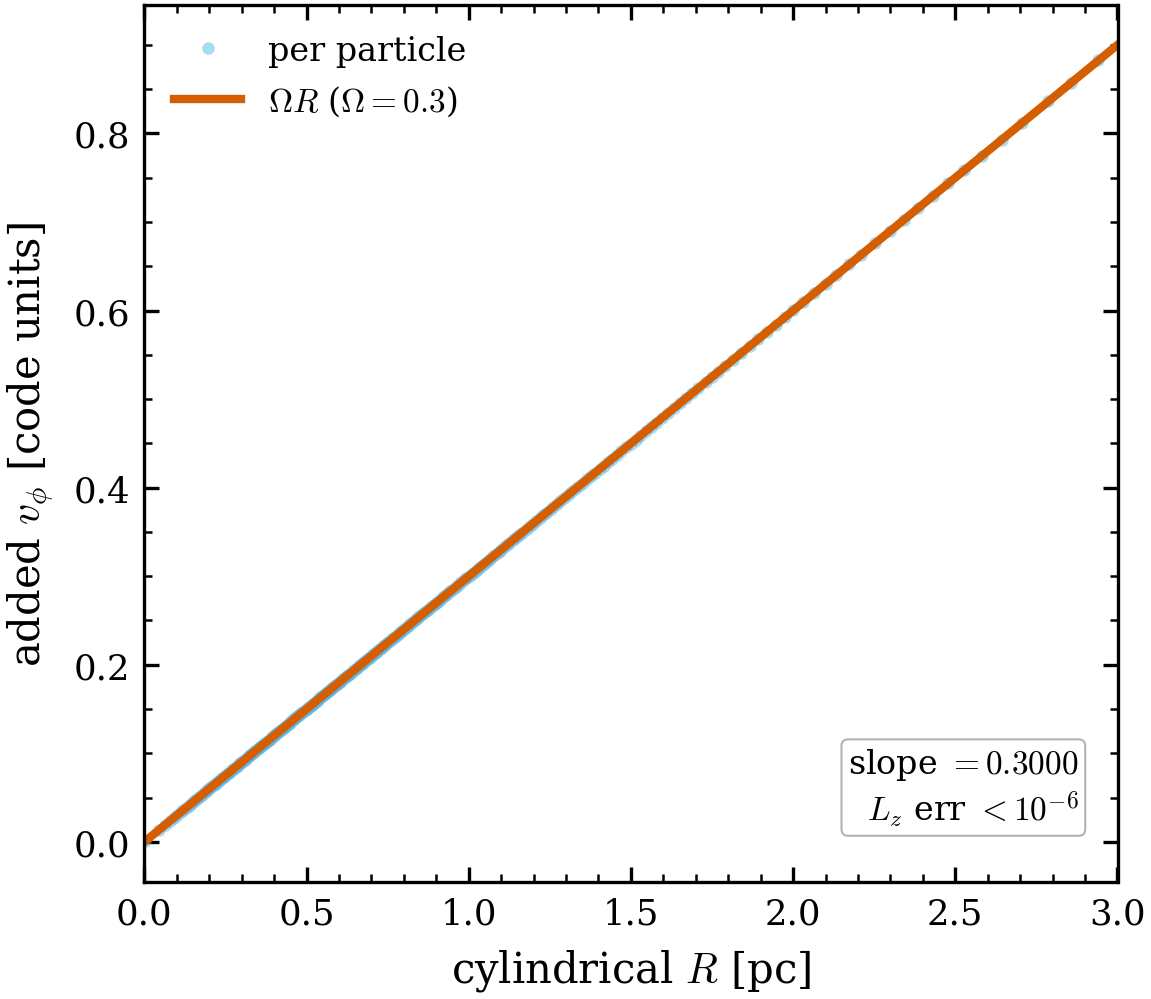 per particle
ΩR (Ω = 0.3)
added v_ϕ [code units]
0.8
0.6
0.4
0.2
0.0
slope = 0.3000
L_z err < 10^{-6}
0.0 0.5 1.0 1.5 2.0 2.5 3.0
cylindrical R [pc]